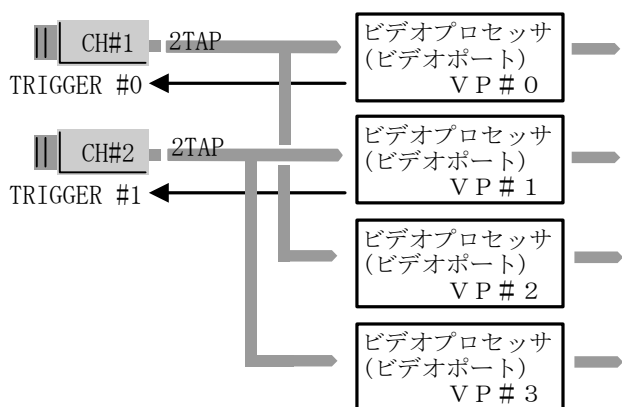 CH#1 2TAP
TRIGGER #0
ビデオプロセッサ
(ビデオポート)
ＶＰ＃０
CH#2 2TAP
TRIGGER #1
ビデオプロセッサ
(ビデオポート)
ＶＰ＃１
ビデオプロセッサ
(ビデオポート)
ＶＰ＃２
ビデオプロセッサ
(ビデオポート)
ＶＰ＃３